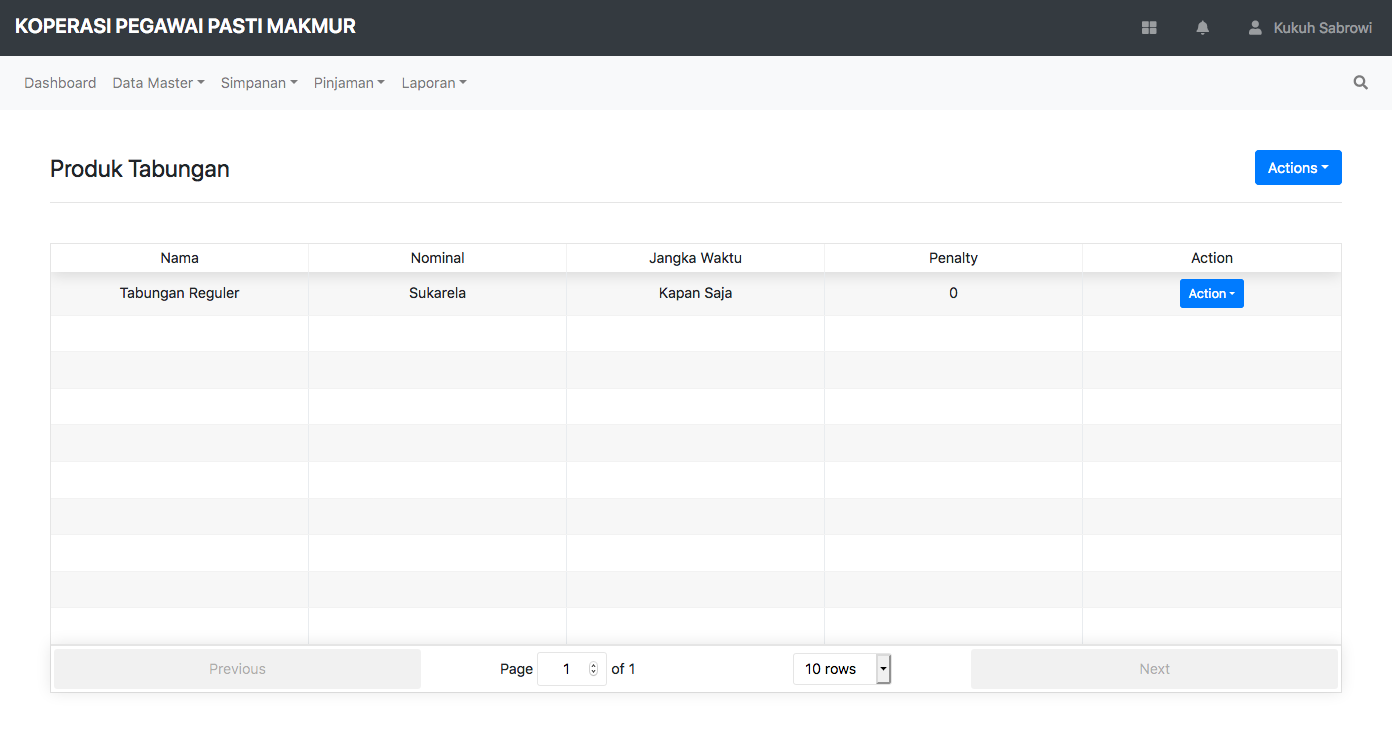 KOPERASI PEGAWAI PASTI MAKMUR Kukuh Sabrowi
Dashboard Data Master Simpanan Pinjaman Laporan
Produk Tabungan Actions
Nama Nominal Jangka Waktu Penalty Action
Tabungan Reguler Sukarela Kapan Saja 0 Action
Previous Page 1 of 1 10 rows Next